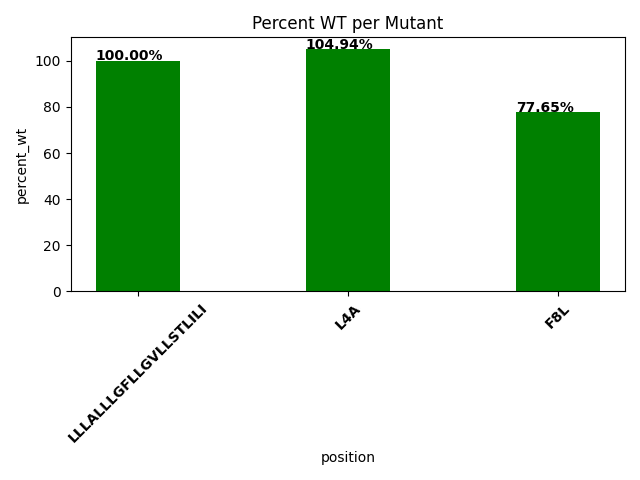 Percent WT per Mutant
100.00%
104.94%
77.65%
percent_wt
100
80
60
40
20
0
LLLALLLGFLLGVLLSTLILI
L4A
F8L
position